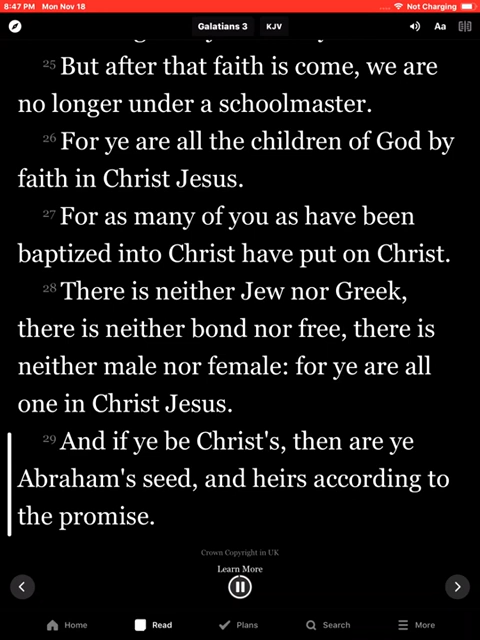 8:47 PM Mon Nov 18 Not Charging
Galatians 3 KJV Aa
25 But after that faith is come, we are
no longer under a schoolmaster.
26 For ye are all the children of God by
faith in Christ Jesus.
27 For as many of you as have been
baptized into Christ have put on Christ.
28 There is neither Jew nor Greek,
there is neither bond nor free, there is
neither male nor female: for ye are all
one in Christ Jesus.
29 And if ye be Christ's, then are ye
Abraham's seed, and heirs according to
the promise.
Crown Copyright in UK
Learn More
Home Read Plans Search More